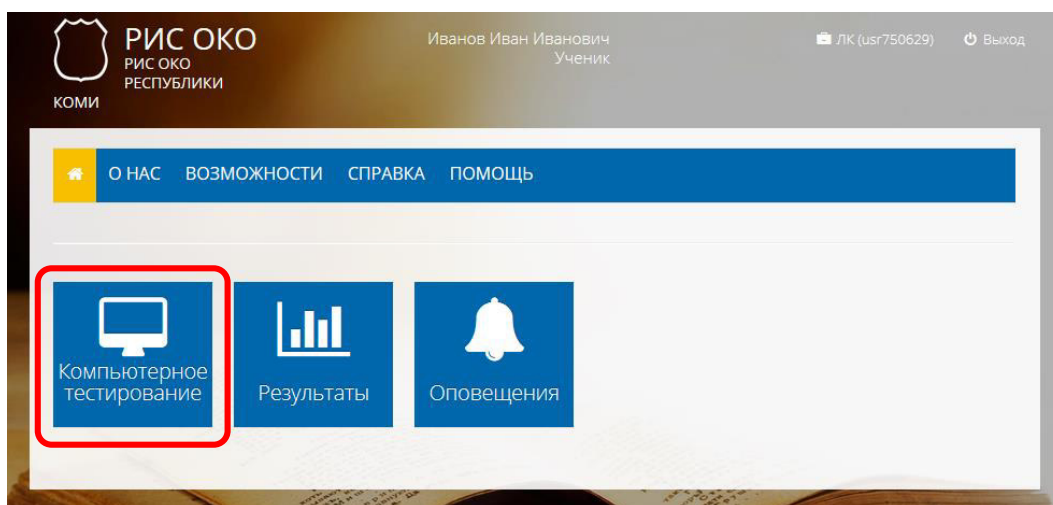 РИС ОКО
РИС ОКО
РЕСПУБЛИКИ
КОМИ
Иванов Иван Иванович
Ученик
ЛК (usr750629)
Выход
О НАС
ВОЗМОЖНОСТИ
СПРАВКА
ПОМОЩЬ
Компьютерное
тестирование
Результаты
Оповещения